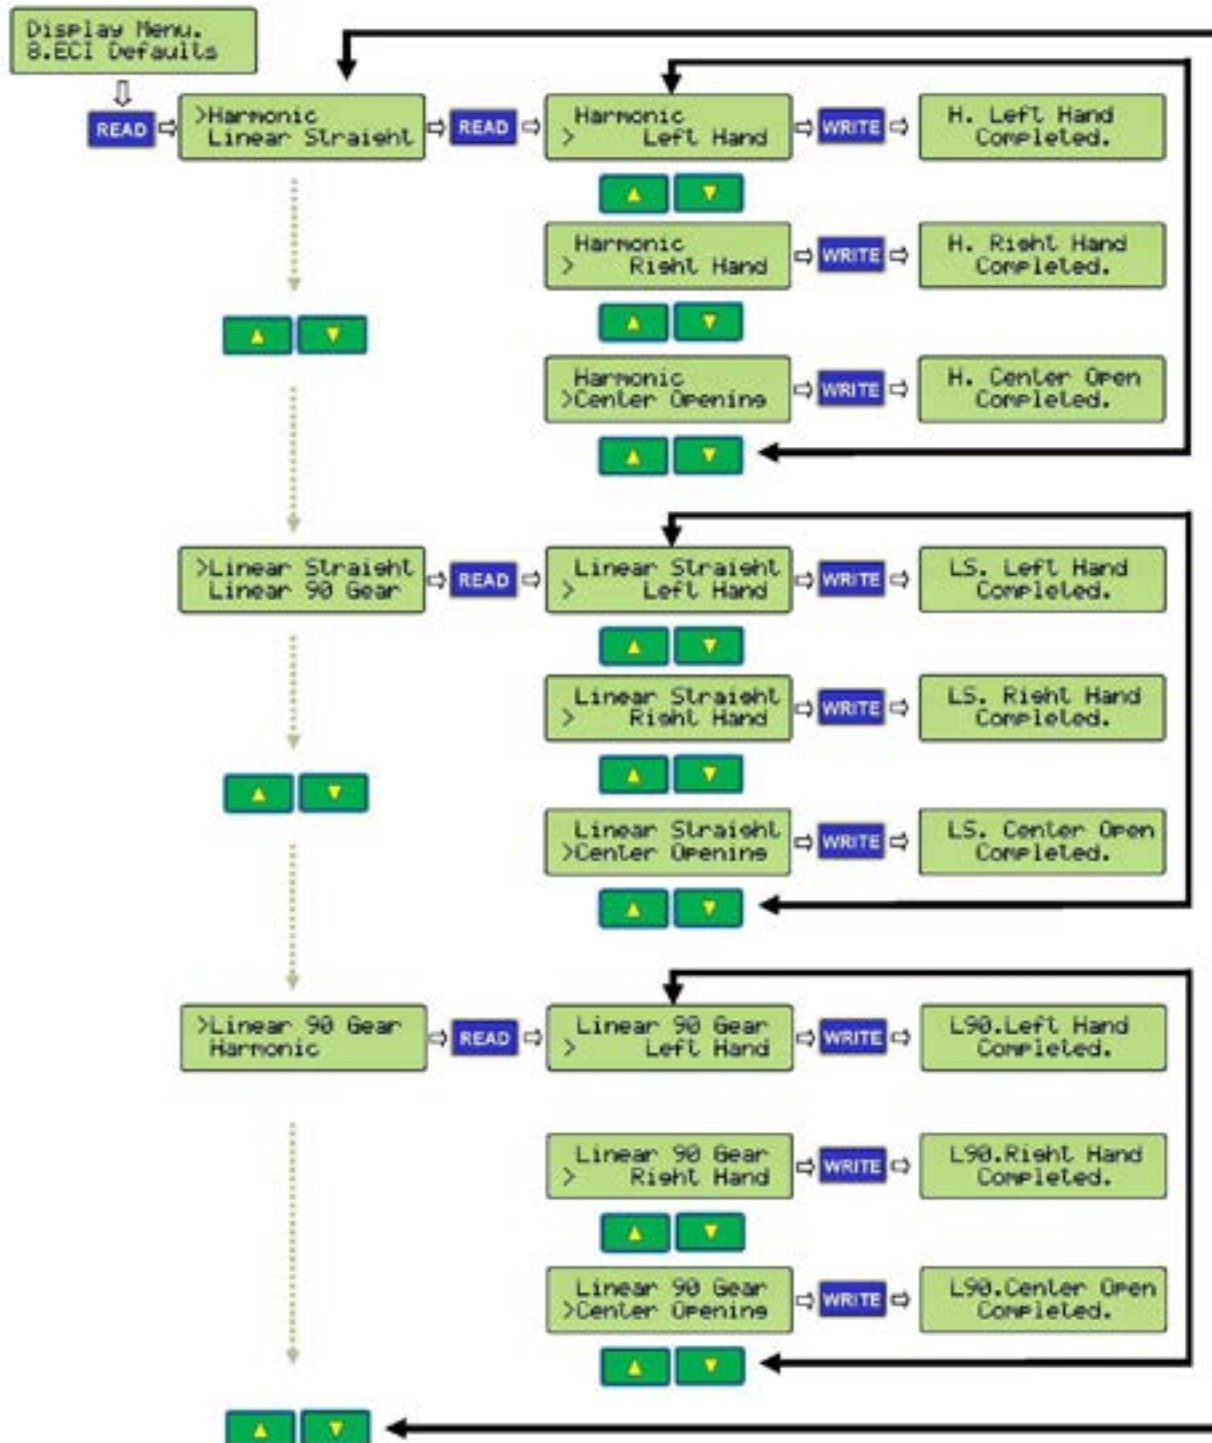 Display Menu.
8.ECI Defaults
READ
>Harmonic
Linear Straight
READ
Harmonic
> Left Hand
WRITE
H. Left Hand
Completed.
Harmonic
> Right Hand
WRITE
H. Right Hand
Completed.
Harmonic
>Center Opening
WRITE
H. Center Open
Completed.
>Linear Straight
Linear 90 Gear
READ
Linear Straight
> Left Hand
WRITE
LS. Left Hand
Completed.
Linear Straight
> Right Hand
WRITE
LS. Right Hand
Completed.
Linear Straight
>Center Opening
WRITE
LS. Center Open
Completed.
>Linear 90 Gear
Harmonic
READ
Linear 90 Gear
> Left Hand
WRITE
L90.Left Hand
Completed.
Linear 90 Gear
> Right Hand
WRITE
L90.Right Hand
Completed.
Linear 90 Gear
>Center Opening
WRITE
L90.Center Open
Completed.